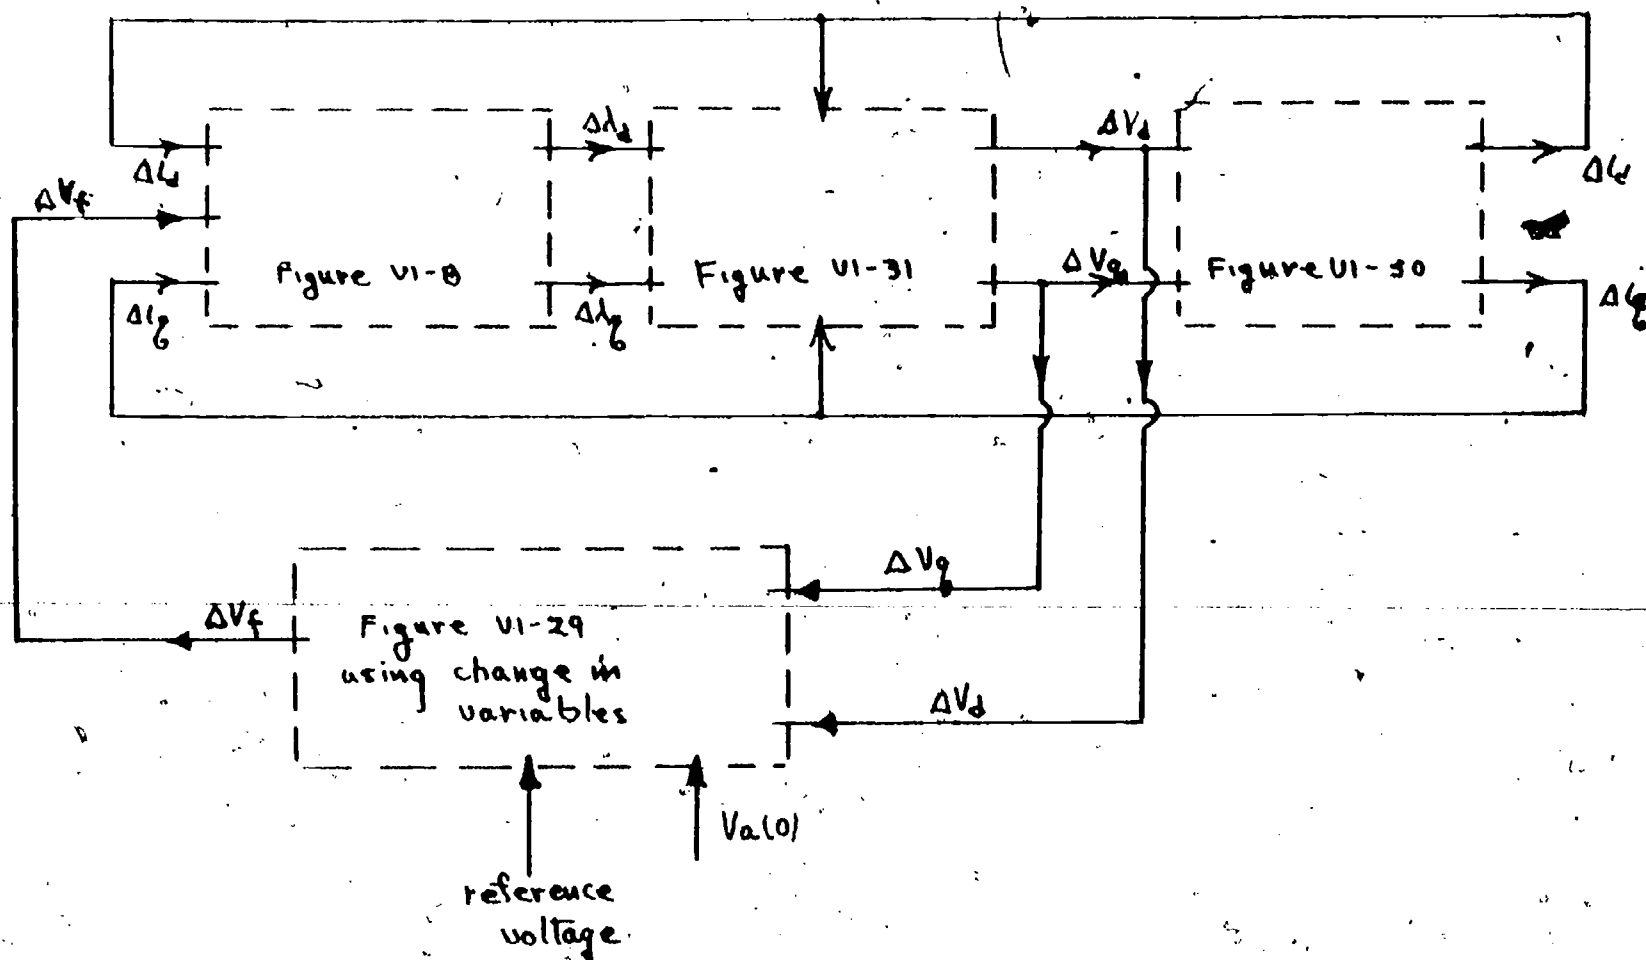 Δλd
ΔVd
Δid
Δid
ΔVf
Figure VI-8
Figure VI-31
ΔVq
Figure VI-30
Δiq
Δλq
Δiq
ΔVq
ΔVf
Figure VI-29
using change in
variables
ΔVd
Va(0)
reference
voltage